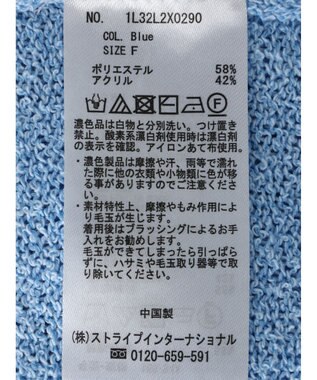 NO. 1L32L2X0290
COL. Blue
SIZE F
ポリエステル 58%
アクリル 42%
濃色品は白物と分別洗い。つけ置き
禁止。酸素系漂白剤使用時は漂白剤
の表示を確認。アイロンあて布使用。
・濃色製品は摩擦や汗、雨等で濡れ
た際に他の衣類や小物類に色が移
る事がありますのでご注意くださ
い。
・素材特性上、摩擦やもみ作用によ
り毛玉が生じます。
着用後はブラッシングによるお手
入れをお勧めします。
毛玉ができてしまったら引っぱら
ずに、ハサミや毛玉取り器等で取
り除いてください。
中国製
(株)ストライプインターナショナル
0120-659-591